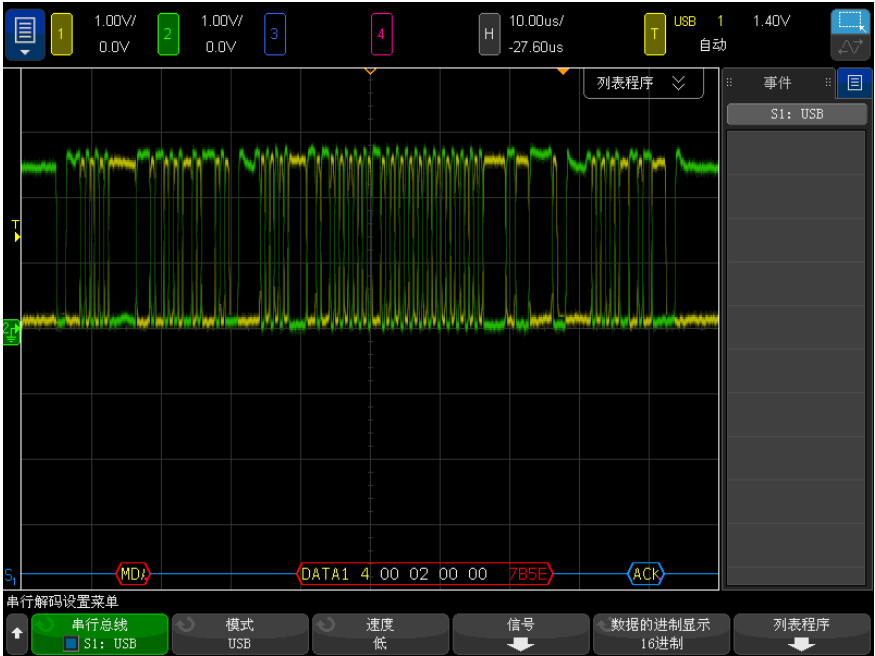 1 1.00V/ 2 1.00V/ 3 4 H 10.00us/ T USB 1 1.40V
0.0V 0.0V -27.60us 自动
列表程序
事件
S1: USB
T
2
S1
MDA
DATA1 4 00 02 00 00 7B5E
ACK
串行解码设置菜单
串行总线 模式 速度 信号 数据的进制显示 列表程序
S1: USB USB 低 16进制